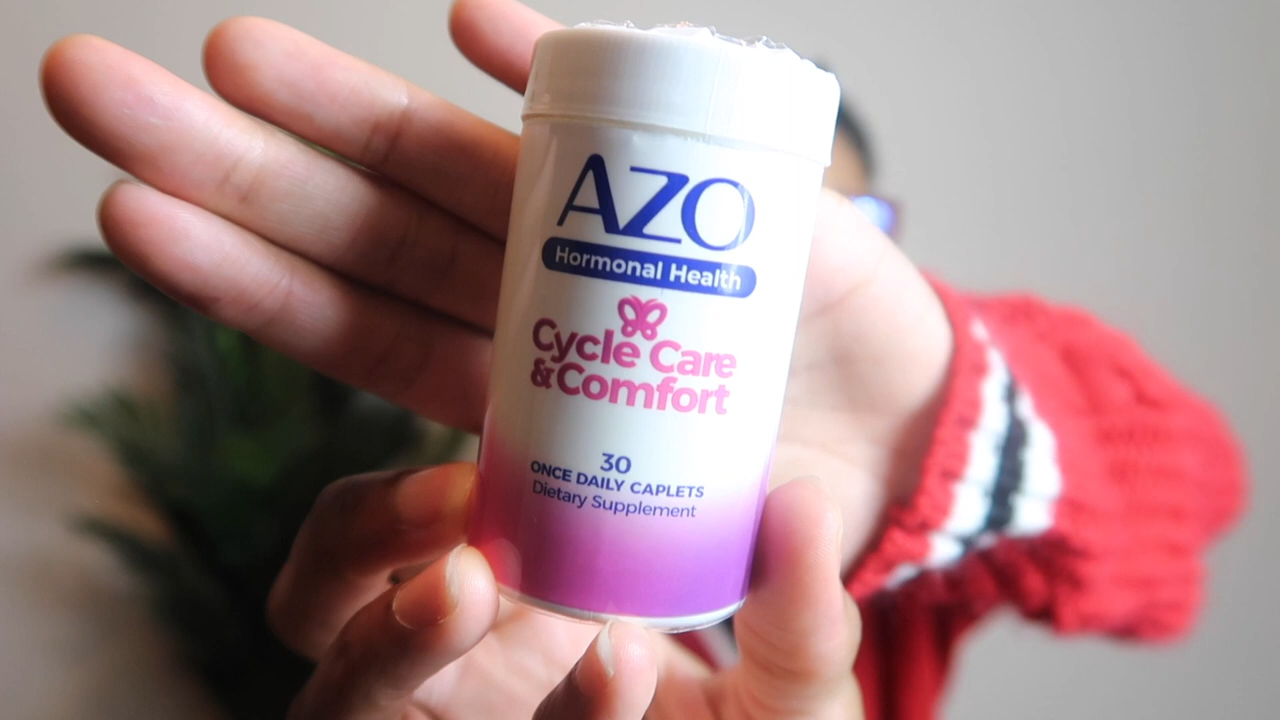 AZO
Hormonal Health
Cycle Care
& Comfort
30
ONCE DAILY CAPLETS
Dietary Supplement